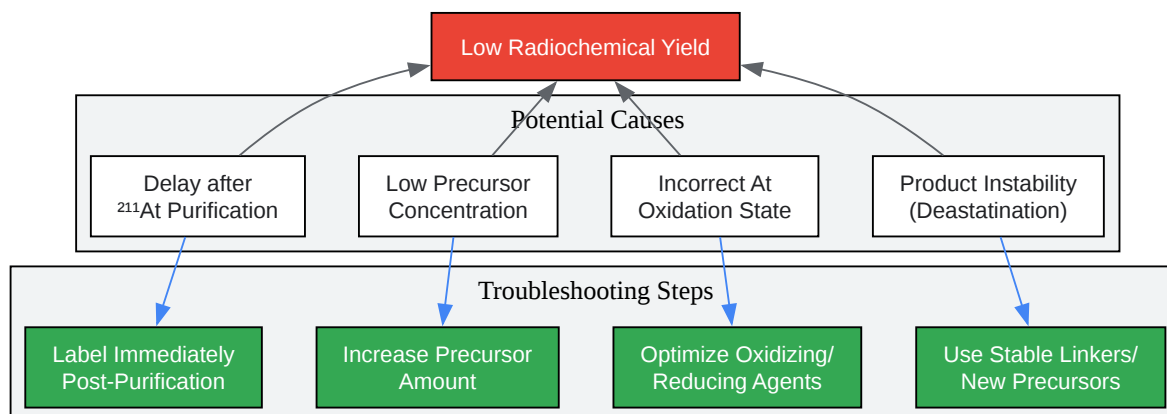 Low Radiochemical Yield
Potential Causes
Delay after
²¹¹At Purification
Low Precursor
Concentration
Incorrect At
Oxidation State
Product Instability
(Deastatination)
Troubleshooting Steps
Label Immediately
Post-Purification
Increase Precursor
Amount
Optimize Oxidizing/
Reducing Agents
Use Stable Linkers/
New Precursors